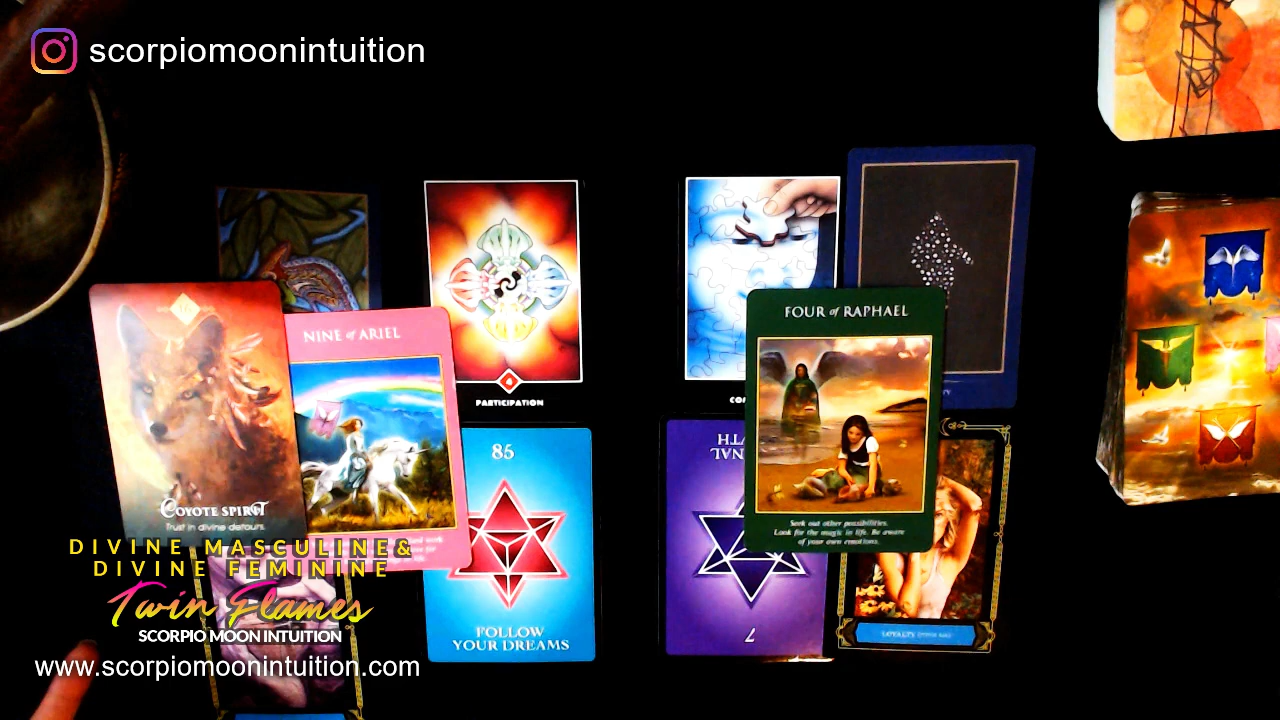 scorpiomoonintuition
NINE of ARIEL
COYOTE SPIRIT
Trust in divine detours.
PARTICIPATION
FOUR of RAPHAEL
Seek out other possibilities.
Look for the magic in life. Be aware
of your own emotions.
85
FOLLOW
YOUR DREAMS
7
LOYALTY
DIVINE MASCULINE&
DIVINE FEMININE
Twin Flames
SCORPIO MOON INTUITION
www.scorpiomoonintuition.com